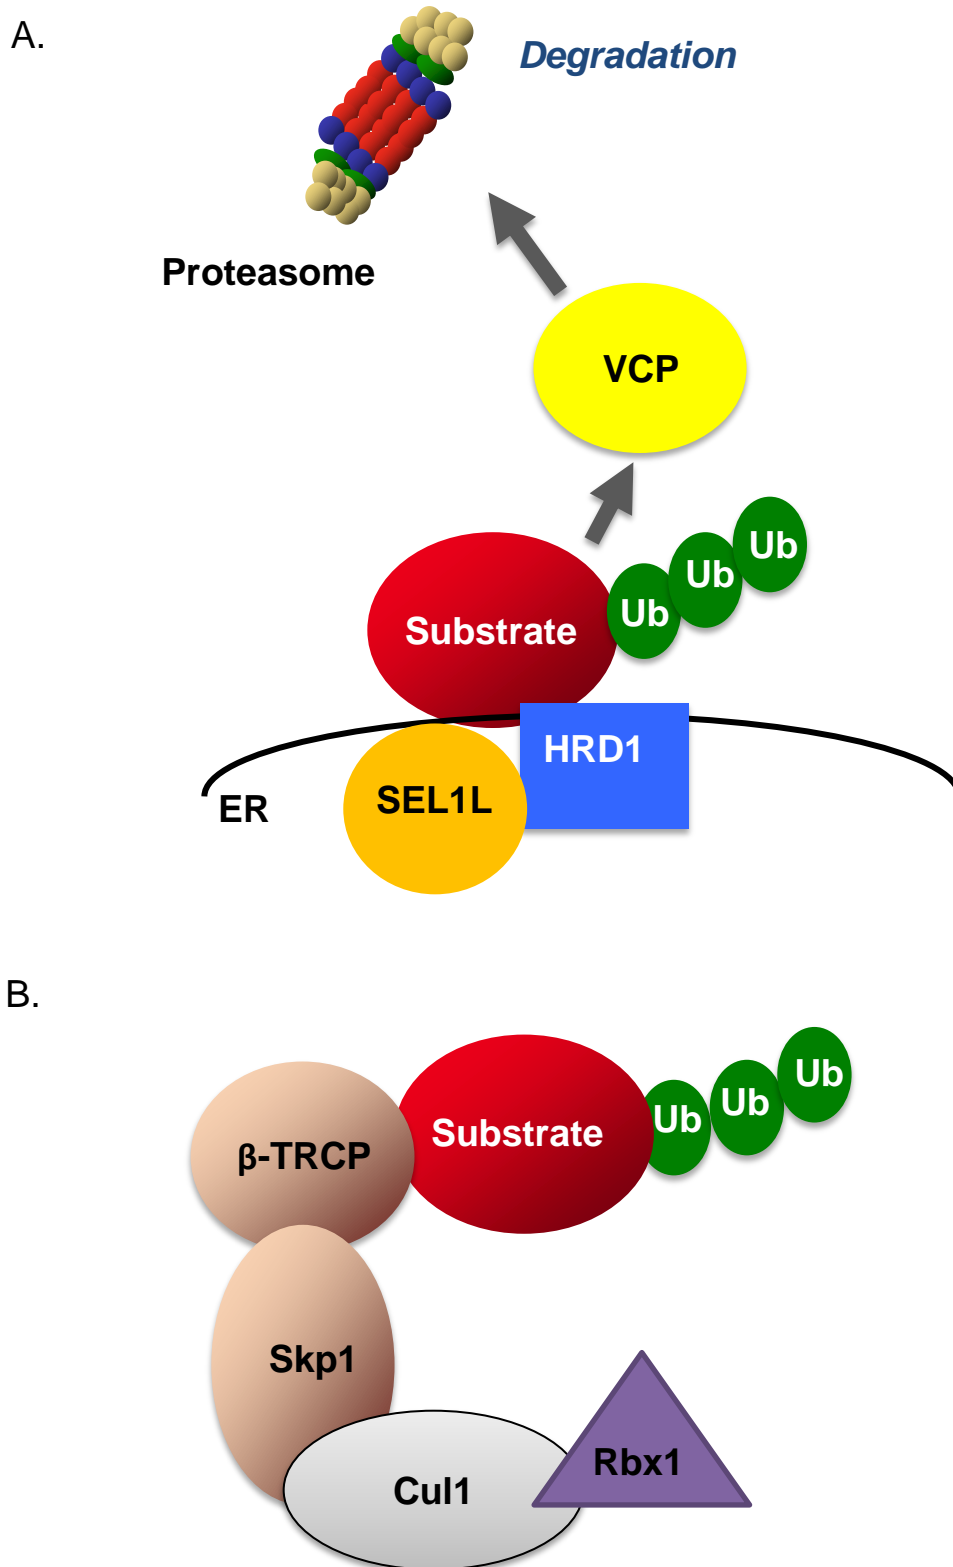 A.
Degradation
Proteasome
VCP
Ub
Ub
Ub
Substrate
HRD1
SEL1L
ER
B.
Ub
Ub
Ub
Substrate
β-TRCP
Skp1
Rbx1
Cul1